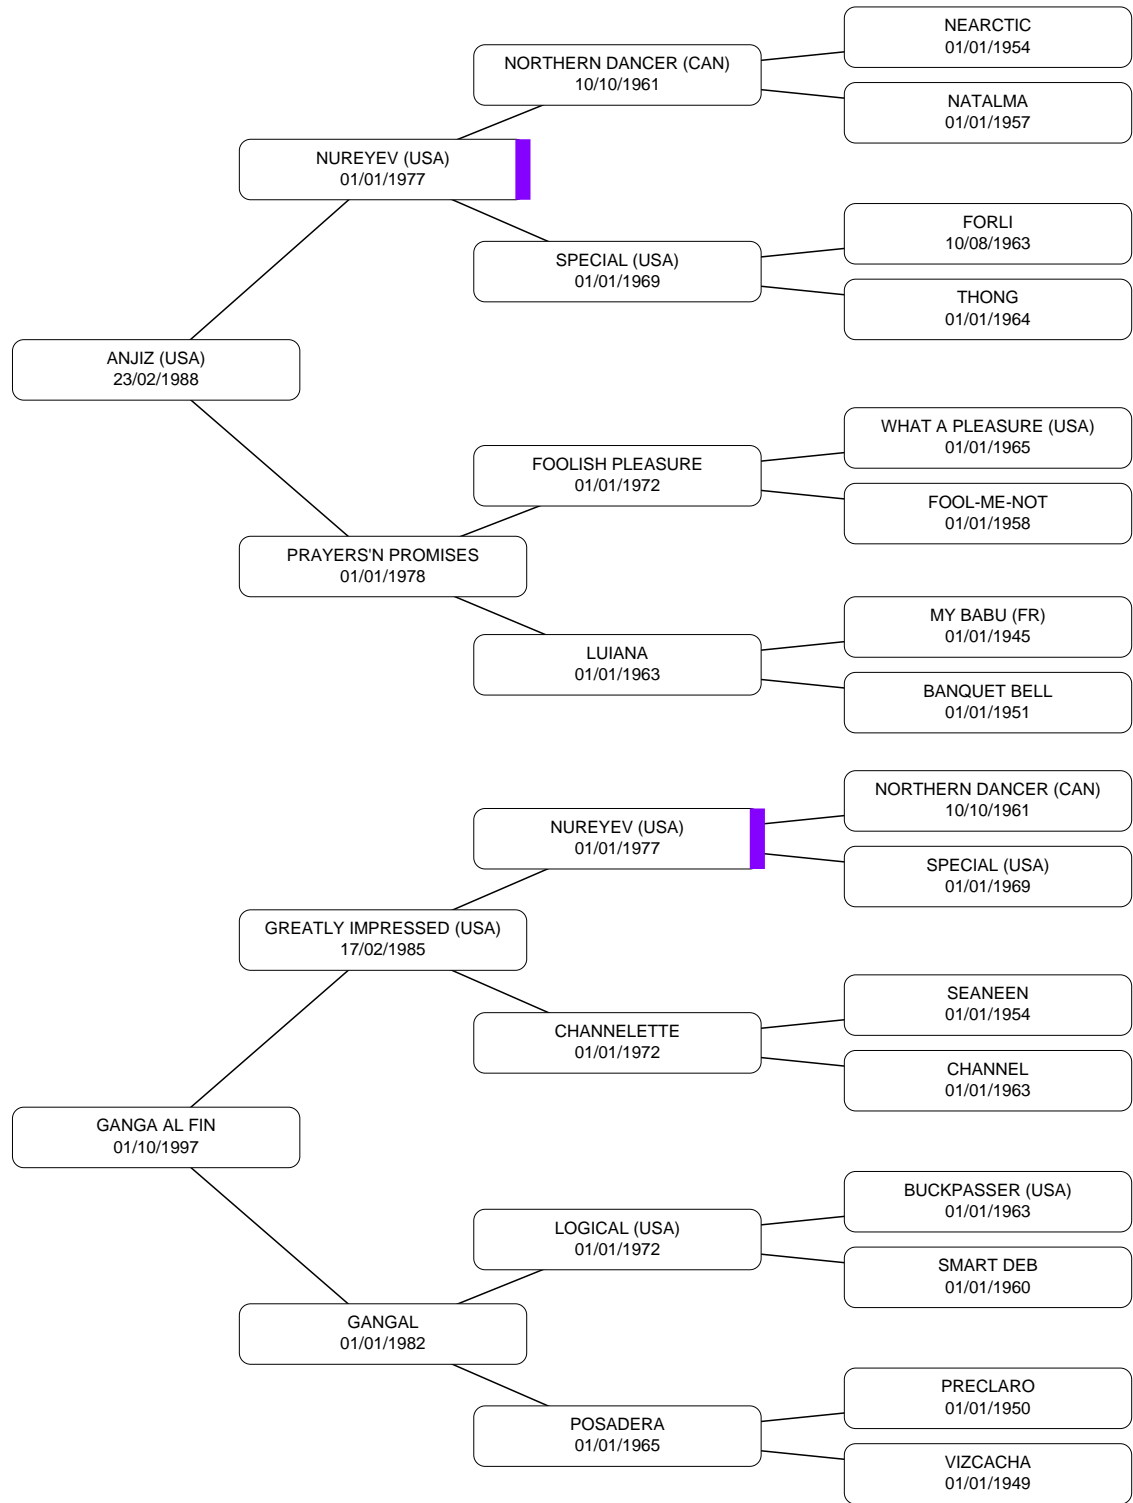 NEARCTIC
01/01/1954
NORTHERN DANCER (CAN)
10/10/1961
NATALMA
01/01/1957
NUREYEV (USA)
01/01/1977
FORLI
10/08/1963
SPECIAL (USA)
01/01/1969
THONG
01/01/1964
ANJIZ (USA)
23/02/1988
WHAT A PLEASURE (USA)
01/01/1965
FOOLISH PLEASURE
01/01/1972
FOOL-ME-NOT
01/01/1958
PRAYERS'N PROMISES
01/01/1978
MY BABU (FR)
01/01/1945
LUIANA
01/01/1963
BANQUET BELL
01/01/1951
NORTHERN DANCER (CAN)
10/10/1961
NUREYEV (USA)
01/01/1977
SPECIAL (USA)
01/01/1969
GREATLY IMPRESSED (USA)
17/02/1985
SEANEEN
01/01/1954
CHANNELETTE
01/01/1972
CHANNEL
01/01/1963
GANGA AL FIN
01/10/1997
BUCKPASSER (USA)
01/01/1963
LOGICAL (USA)
01/01/1972
SMART DEB
01/01/1960
GANGAL
01/01/1982
PRECLARO
01/01/1950
POSADERA
01/01/1965
VIZCACHA
01/01/1949